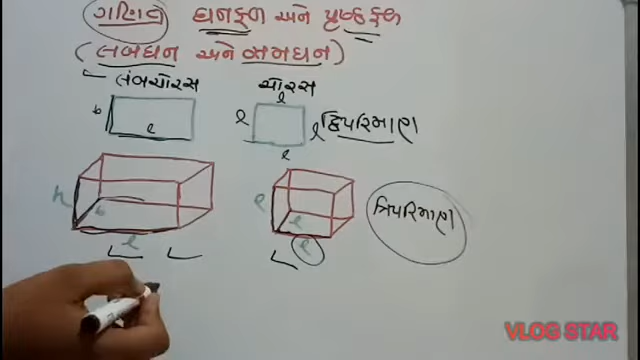 ગણિત ઘનફળ અને પૃષ્ઠફળ
(લંબઘન અને સમઘન)
લંબચોરસ ચોરસ
b l
l l l l
દ્વિપરિમાણ
h b l
l l l
ત્રિપરિમાણ
VLOG STAR